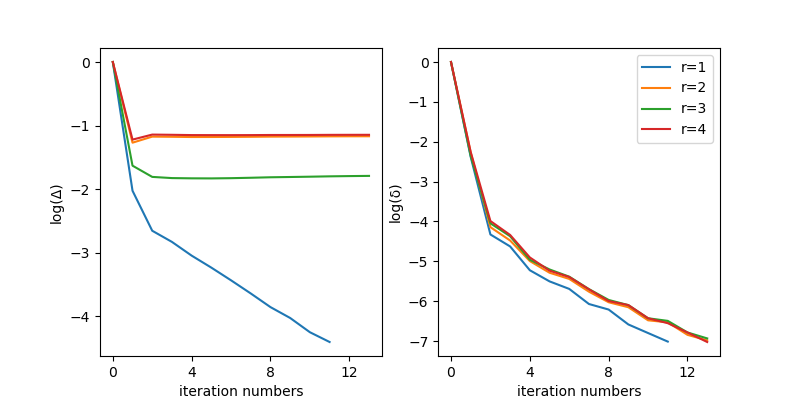 0
−1
−2
−3
−4
log(Δ)
0 4 8 12
iteration numbers
0
−1
−2
−3
−4
−5
−6
−7
log(δ)
0 4 8 12
iteration numbers
r=1
r=2
r=3
r=4